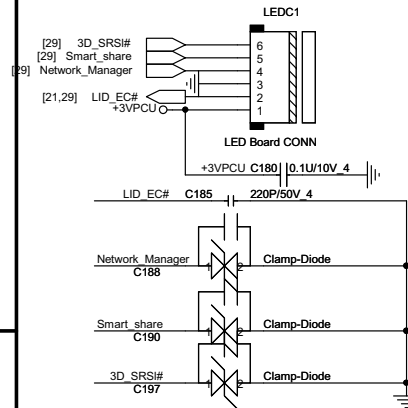 LEDC1
[29] 3D_SRSI# 6
[29] Smart_share 5
[29] Network_Manager 4
3
[21,29] LID_EC# 2
+3VPCU 1
LED Board CONN
+3VPCU C180 0.1U/10V_4
LID_EC# C185 220P/50V_4
Network_Manager 1 2 Clamp-Diode
C188
Smart_share 1 2 Clamp-Diode
C190
3D_SRSI# 1 2 Clamp-Diode
C197